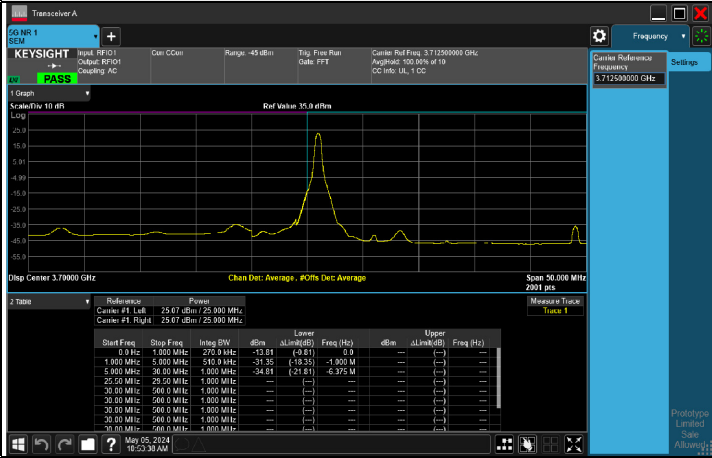 Transceiver A
5G NR 1
SEM
+
Frequency
KEYSIGHT
Input: RFIO1
Output: RFIO1
Coupling: AC
Corr CCorr
Range: -45 dBm
Trig: Free Run
Gate: FFT
Carrier Ref Freq: 3.712500000 GHz
Avg|Hold: 100.00% of 10
CC Info: UL, 1 CC
PASS
Carrier Reference
Frequency
3.712500000 GHz
Settings
1 Graph
Scale/Div 10 dB
Ref Value 35.0 dBm
Log
25.0
15.0
5.01
-4.99
-15.0
-25.0
-35.0
-45.0
-55.0
Disp Center 3.70000 GHz
Chan Det: Average , #Offs Det: Average
Span 50.000 MHz
2001 pts
2 Table
Reference Power
Carrier #1. Left 25.07 dBm / 25.000 MHz
Carrier #1. Right 25.07 dBm / 25.000 MHz
Measure Trace
Trace 1
Lower Upper
Start Freq Stop Freq Integ BW dBm ΔLimit(dB) Freq (Hz) dBm ΔLimit(dB) Freq (Hz)
0.0 Hz 1.000 MHz 270.0 kHz -13.81 (-0.81) 0.0 --- (---) ---
1.000 MHz 5.000 MHz 510.0 kHz -31.35 (-18.35) -1.000 M --- (---) ---
5.000 MHz 30.00 MHz 1.000 MHz -34.81 (-21.81) -6.375 M --- (---) ---
25.50 MHz 29.50 MHz 1.000 MHz --- (---) --- --- (---) ---
30.00 MHz 500.0 MHz 1.000 MHz --- (---) --- --- (---) ---
30.00 MHz 500.0 MHz 1.000 MHz --- (---) --- --- (---) ---
30.00 MHz 500.0 MHz 1.000 MHz --- (---) --- --- (---) ---
30.00 MHz 500.0 MHz 1.000 MHz --- (---) --- --- (---) ---
30.00 MHz 500.0 MHz 1.000 MHz --- (---) --- --- (---) ---
May 05, 2024
10:53:38 AM
?
Prototype
Limited
Sale
Allowed